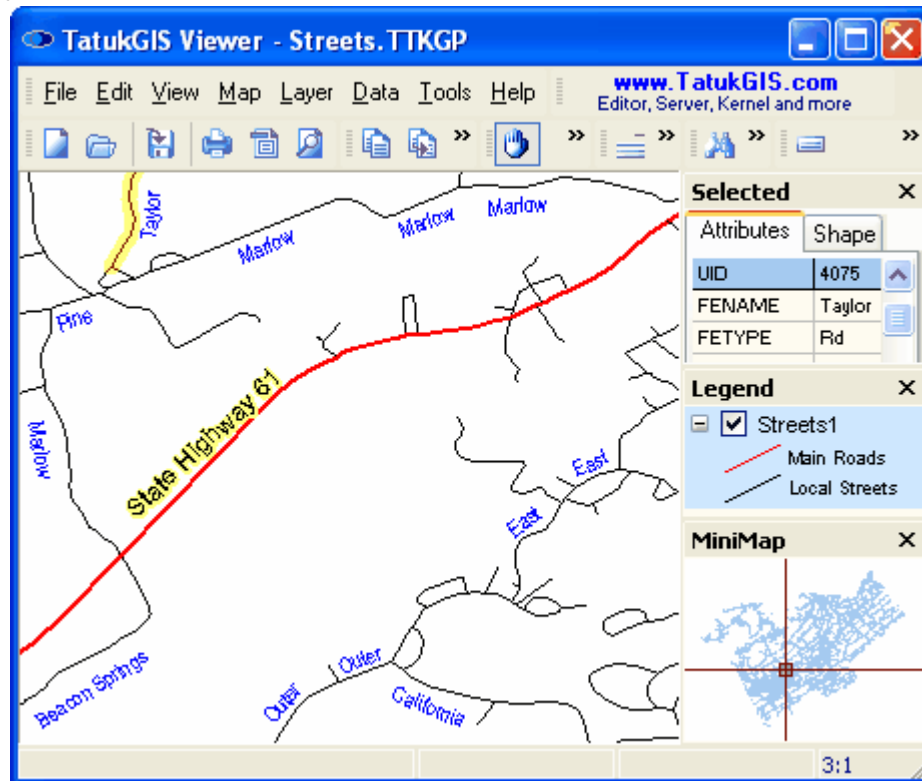 TatukGIS Viewer - Streets.TTKGP
File Edit View Map Layer Data Tools Help
www.TatukGIS.com
Editor, Server, Kernel and more
Selected
Attributes Shape
UID 4075
FENAME Taylor
FETYPE Rd
Legend
Streets1
Main Roads
Local Streets
MiniMap
Taylor
Marlow
Marlow
Marlow
Pine
Marlow
State Highway 61
East
East
Beacon Springs
Outer
Outer
California
3:1